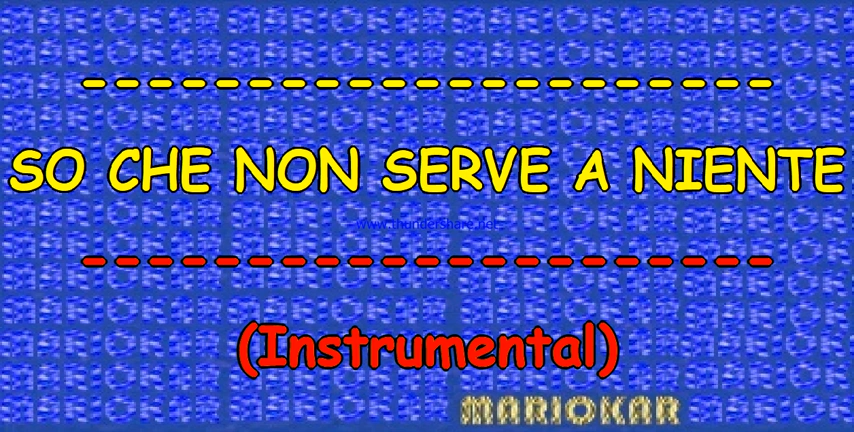 - - - - - - - - - - - - - - - - - - - - -
SO CHE NON SERVE A NIENTE
www.thundershare.net
- - - - - - - - - - - - - - - - - - - - -
(Instrumental)
MARIOKAR